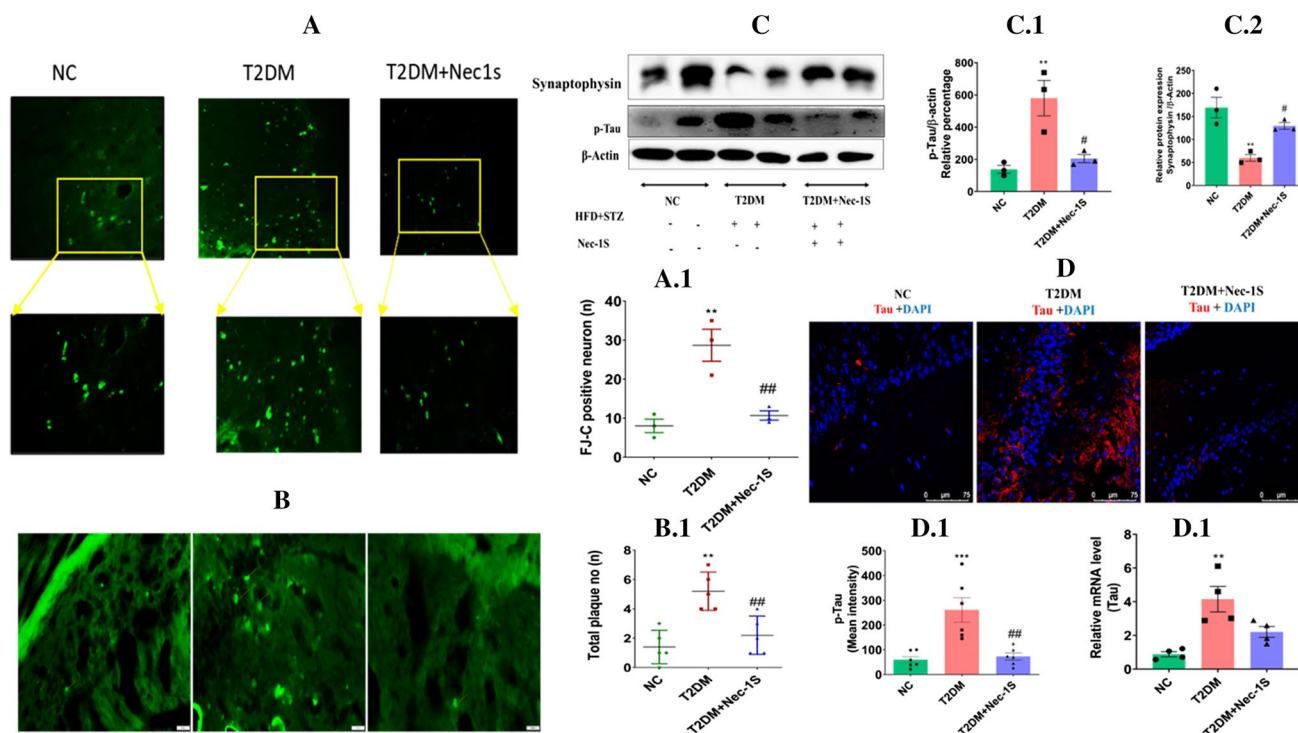 A
NC
T2DM
T2DM+Nec1s
B
C
Synaptophysin
p-Tau
β-Actin
NC
T2DM
T2DM+Nec-1S
HFD+STZ
- - + + + +
Nec-1S
- - - - + +
C.1
p-Tau/β-actin
Relative percentage
800
600
400
200
0
**
#
NC
T2DM
T2DM+Nec-1S
C.2
Relative protein expression
Synaptophysin /β-Actin
250
200
150
100
50
0
**
#
NC
T2DM
T2DM+Nec-1S
A.1
FJ-C positive neuron (n)
40
30
20
10
0
**
##
NC
T2DM
T2DM+Nec-1S
D
NC
Tau +DAPI
T2DM
Tau +DAPI
T2DM+Nec-1S
Tau + DAPI
0 µm 75
0 µm 75
0 µm 75
B.1
Total plaque no (n)
8
6
4
2
0
**
##
NC
T2DM
T2DM+Nec-1S
D.1
p-Tau
(Mean intensity)
500
400
300
200
100
0
***
##
NC
T2DM
T2DM+Nec-1S
D.1
Relative mRNA level
(Tau)
8
6
4
2
0
**
NC
T2DM
T2DM+Nec-1S